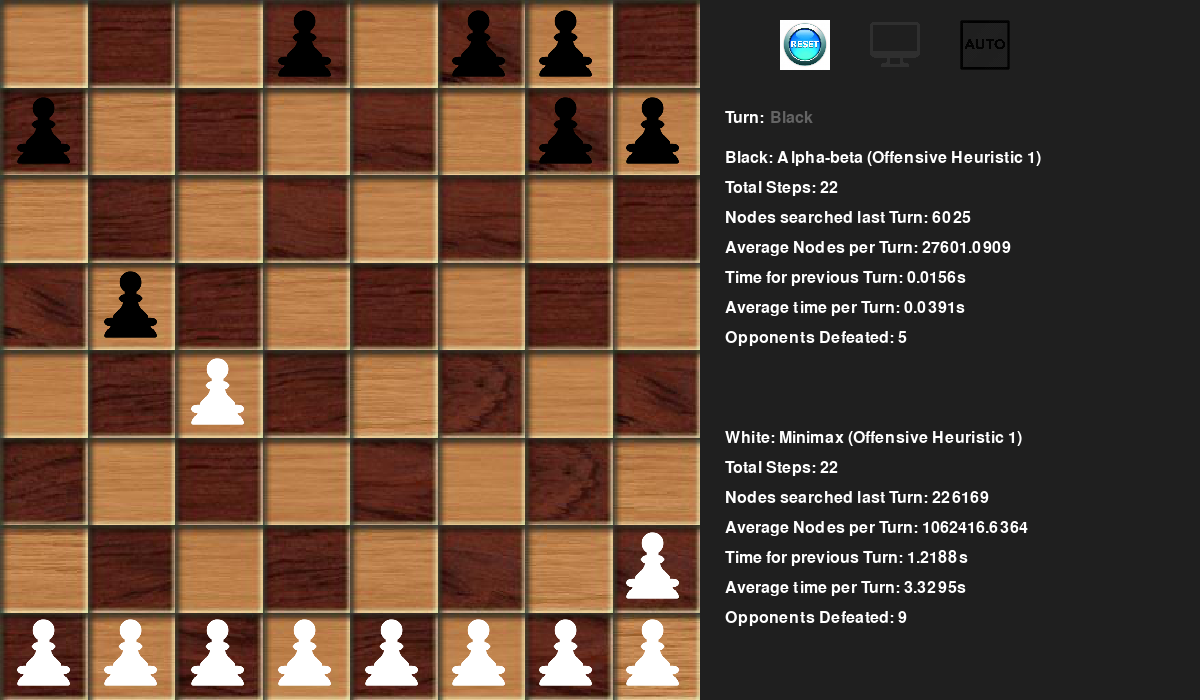 RESET
AUTO
Turn: Black
Black: Alpha-beta (Offensive Heuristic 1)
Total Steps: 22
Nodes searched last Turn: 6025
Average Nodes per Turn: 27601.0909
Time for previous Turn: 0.0156s
Average time per Turn: 0.0391s
Opponents Defeated: 5
White: Minimax (Offensive Heuristic 1)
Total Steps: 22
Nodes searched last Turn: 226169
Average Nodes per Turn: 1062416.6364
Time for previous Turn: 1.2188s
Average time per Turn: 3.3295s
Opponents Defeated: 9